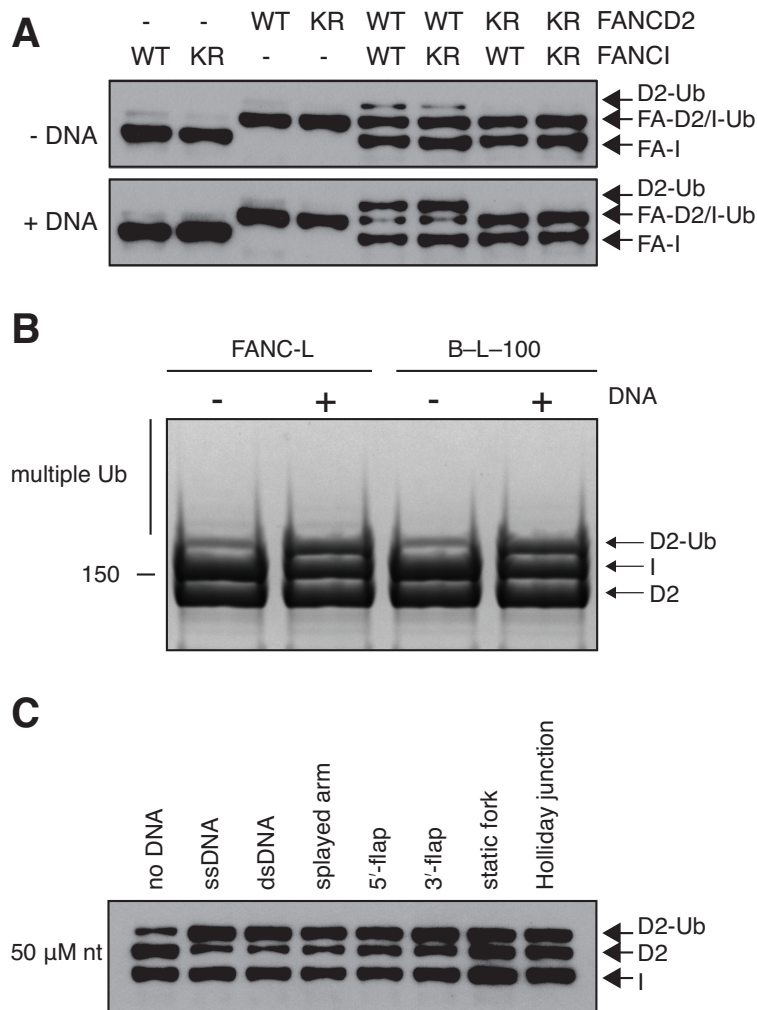 A
- - WT KR WT WT KR KR FANCD2
WT KR - - WT KR WT KR FANCI
- DNA
D2-Ub
FA-D2/I-Ub
FA-I
+ DNA
D2-Ub
FA-D2/I-Ub
FA-I
B
FANC-L B–L–100
- + - + DNA
multiple Ub
150
D2-Ub
I
D2
C
no DNA
ssDNA
dsDNA
splayed arm
5′-flap
3′-flap
static fork
Holliday junction
50 µM nt
D2-Ub
D2
I